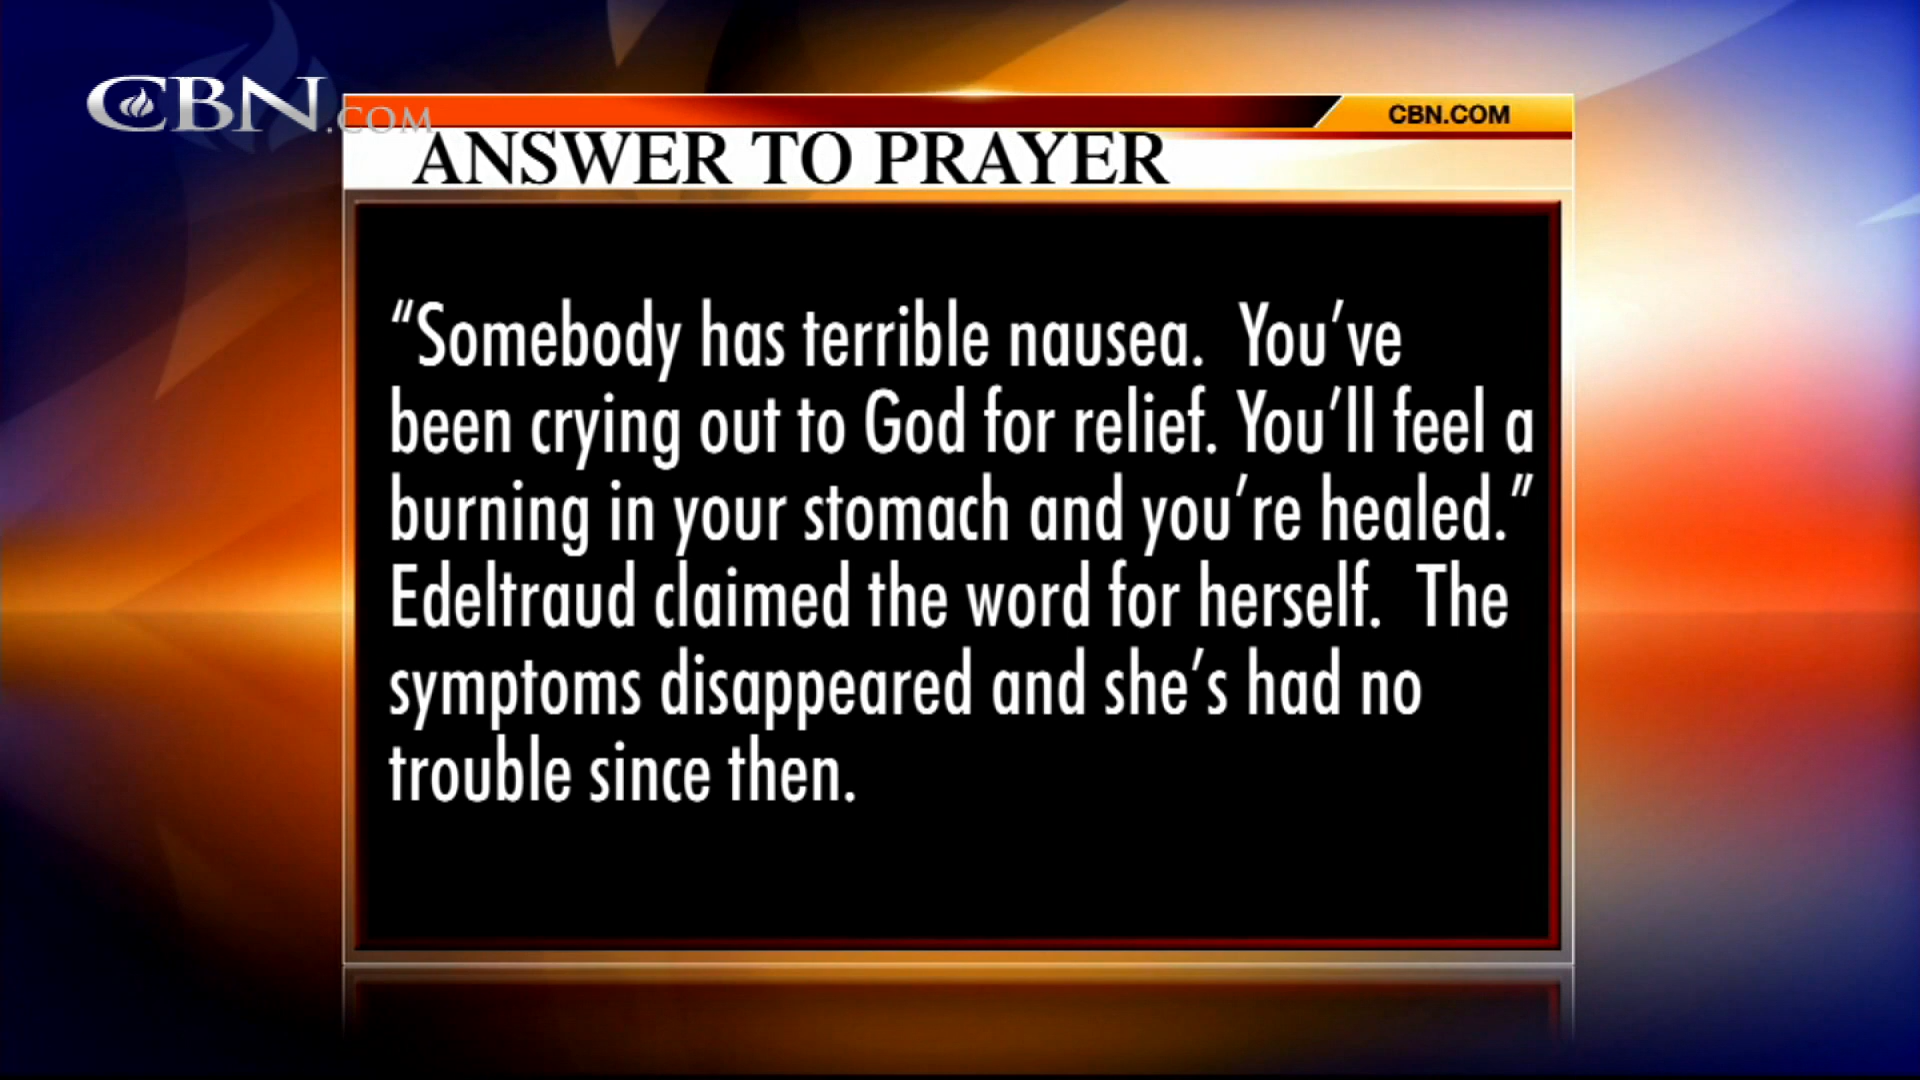 CBN.COM
CBN.COM
ANSWER TO PRAYER
“Somebody has terrible nausea.  You’ve
been crying out to God for relief. You’ll feel a
burning in your stomach and you’re healed.”
Edeltraud claimed the word for herself.  The
symptoms disappeared and she’s had no
trouble since then.